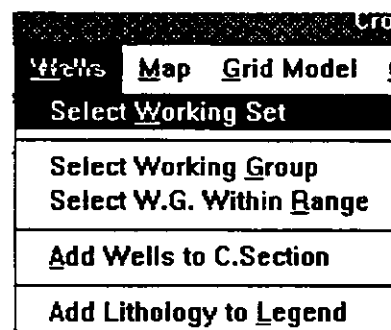 Cro
Wells Map Grid Model
Select Working Set
Select Working Group
Select W.G. Within Range
Add Wells to C.Section
Add Lithology to Legend